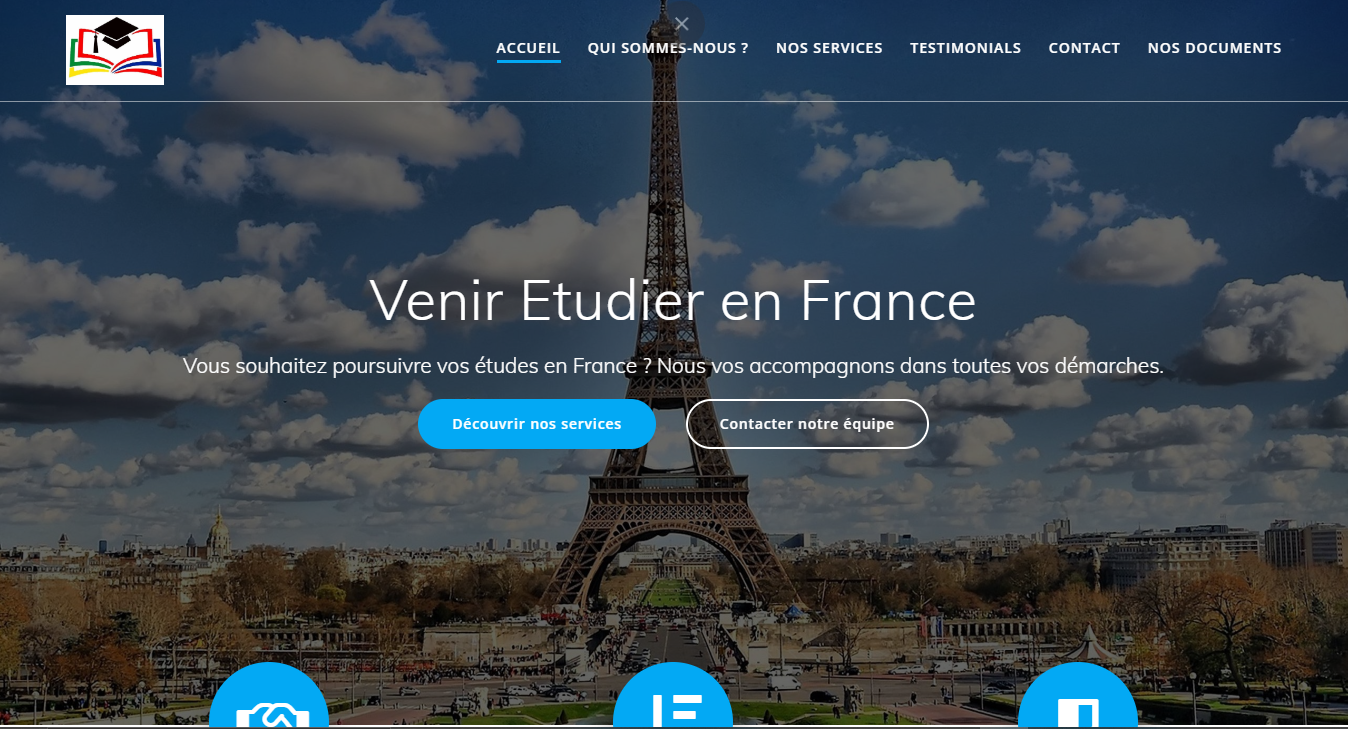 ACCUEIL
QUI SOMMES-NOUS ?
NOS SERVICES
TESTIMONIALS
CONTACT
NOS DOCUMENTS
Venir Etudier en France
Vous souhaitez poursuivre vos études en France ? Nous vos accompagnons dans toutes vos démarches.
Découvrir nos services
Contacter notre équipe